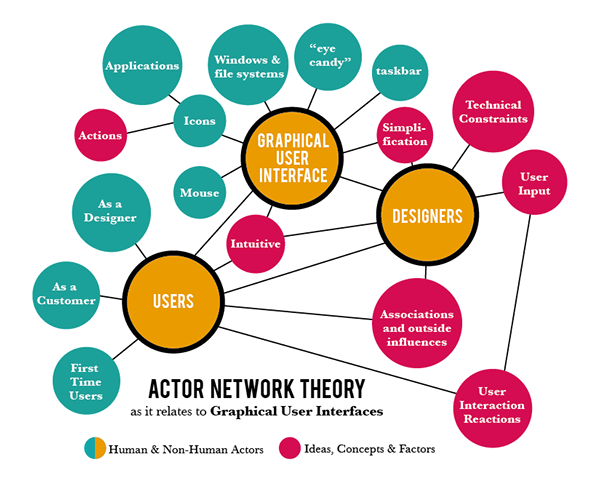 Applications
Windows &
file systems
“eye
candy”
taskbar
Actions
Icons
GRAPHICAL
USER
INTERFACE
Simpli-
fication
Technical
Constraints
Mouse
User
Input
As a
Designer
Intuitive
DESIGNERS
As a
Customer
USERS
Associations
and outside
influences
First
Time
Users
User
Interaction
Reactions
ACTOR NETWORK THEORY
as it relates to Graphical User Interfaces
Human & Non-Human Actors
Ideas, Concepts & Factors